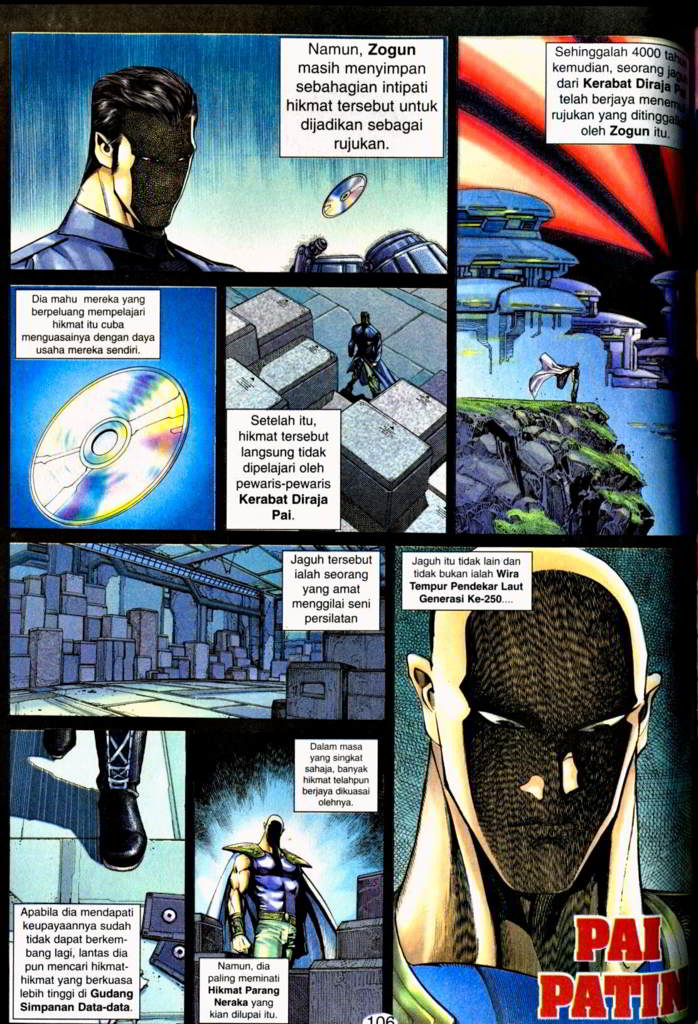 Namun, Zogun
masih menyimpan
sebahagian intipati
hikmat tersebut untuk
dijadikan sebagai
rujukan.
Sehinggalah 4000
kemudian, seorang
dari Kerabat Diraja
telah berjaya
rujukan yang
oleh Zogun itu.
Dia mahu mereka yang
berpeluang mempelajari
hikmat itu cuba
menguasainya dengan daya
usaha mereka sendiri.
Setelah itu,
hikmat tersebut
langsung tidak
dipelajari oleh
pewaris-pewaris
Kerabat Diraja
Pai.
Jaguh tersebut
ialah seorang
yang amat
menggilai seni
persilatan
Jaguh itu tidak lain dan
tidak bukan ialah Wira
Tempur Pendekar Laut
Generasi Ke-250....
Apabila dia mendapati
keupayaannya sudah
tidak dapat berkem-
bang lagi, lantas dia
pun mencari hikmat-
hikmat yang berkuasa
lebih tinggi di Gudang
Simpanan Data-data.
Dalam masa
yang singkat
sahaja, banyak
hikmat telahpun
berjaya dikuasai
olehnya.
Namun, dia
paling meminati
Hikmat Parang
Neraka yang
kian dilupai itu.
PAI
PATIN
106